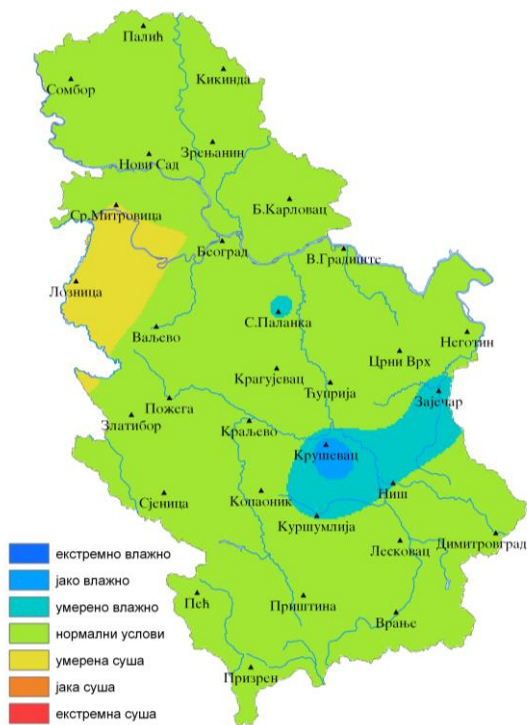 Палић
Кикинда
Сомбор
Зрењанин
Нови Сад
Б.Карловац
Ср.Митровица
Београд
В.Градиште
Лозница
С.Паланка
Ваљево
Неготин
Црни Врх
Крагујевац
Ћуприја
Зајечар
Пожега
Златибор
Краљево
Крушевац
Ниш
Сјеница
Копаоник
Куршумлија
Димитровград
Лесковац
Пећ
Приштина
Врање
Призрен
екстремно влажно
јако влажно
умерено влажно
нормални услови
умерена суша
јака суша
екстремна суша